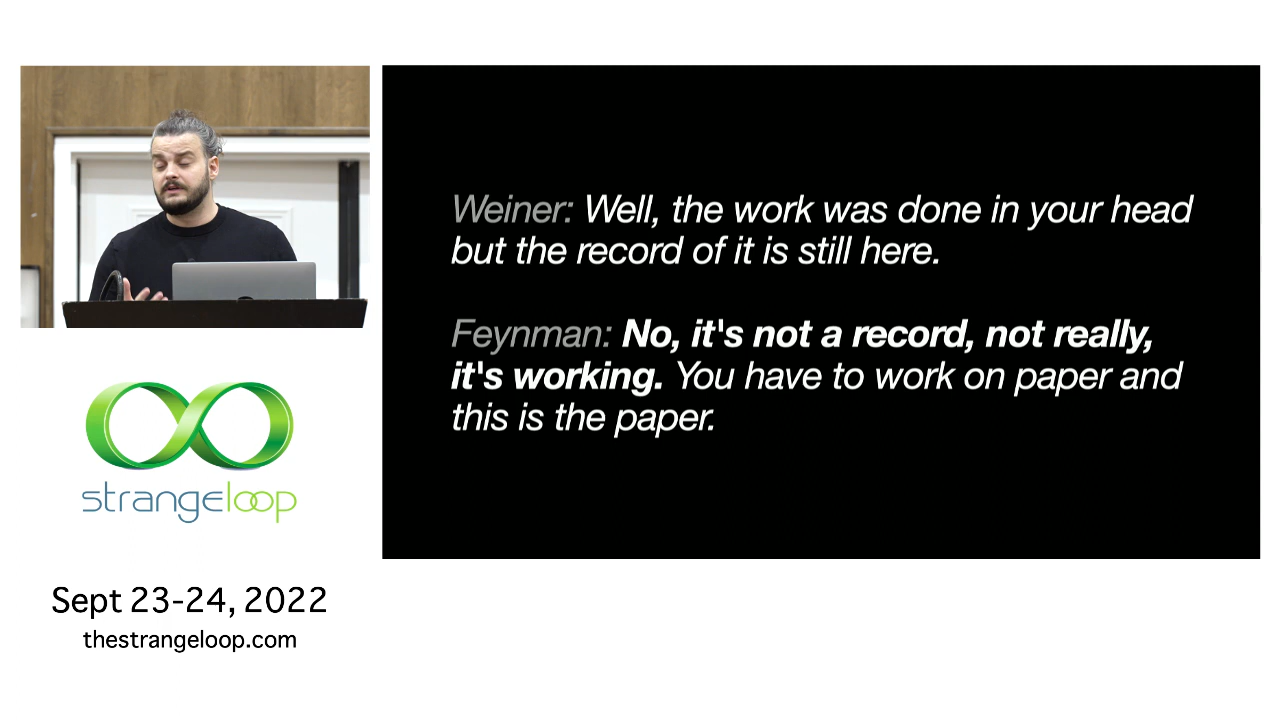 Weiner: Well, the work was done in your head
but the record of it is still here.
Feynman: No, it's not a record, not really,
it's working. You have to work on paper and
this is the paper.
strangeloop
Sept 23-24, 2022
thestrangeloop.com